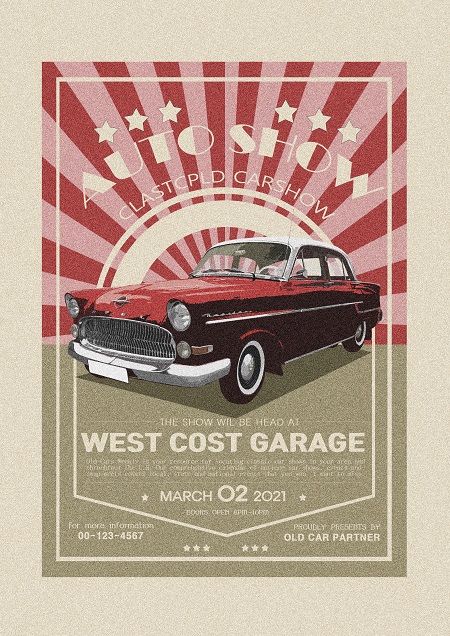 AUTO SHOW
CLASTCPLD CARSHOW
THE SHOW WIL BE HEAD AT
WEST COST GARAGE
MARCH 02 2021
DOORS OPEN 8PM-10PM
For more information
00-123-4567
PROUDLY PRESENTS BY
OLD CAR PARTNER